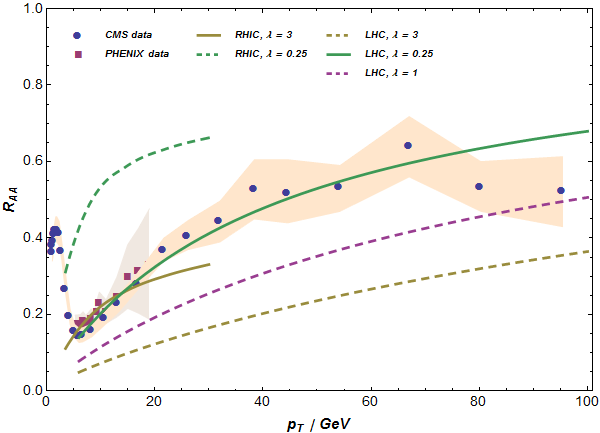 1.0
CMS data
RHIC, λ = 3
LHC, λ = 3
PHENIX data
RHIC, λ = 0.25
LHC, λ = 0.25
LHC, λ = 1
0.8
0.6
R_AA
0.4
0.2
0.0
0 20 40 60 80 100
p_T / GeV